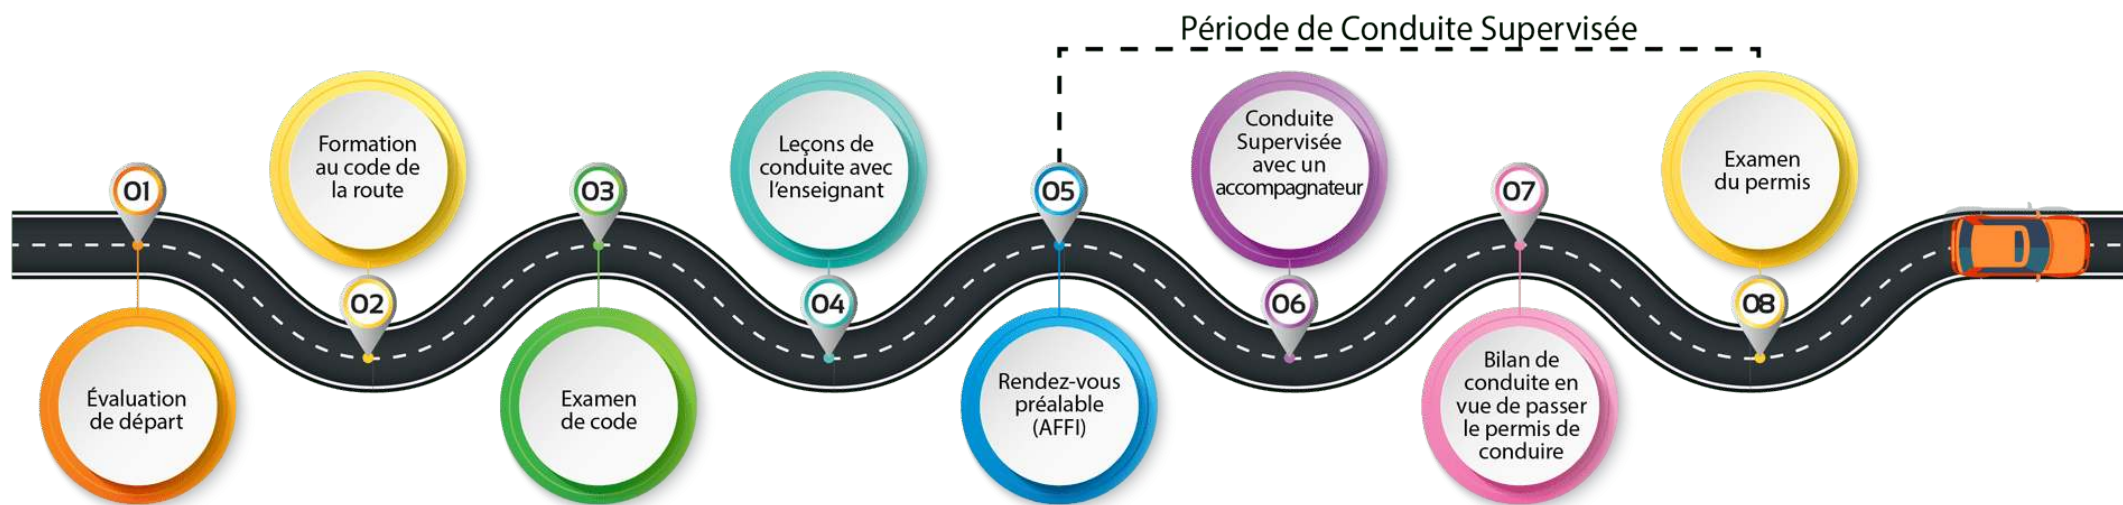 Période de Conduite Supervisée
01
Évaluation
de départ
02
Formation
au code de
la route
03
Examen
de code
04
Leçons de
conduite avec
l'enseignant
05
Rendez-vous
préalable
(AFFI)
06
Conduite
Supervisée
avec un
accompagnateur
07
Bilan de
conduite en
vue de passer
le permis de
conduire
08
Examen
du permis